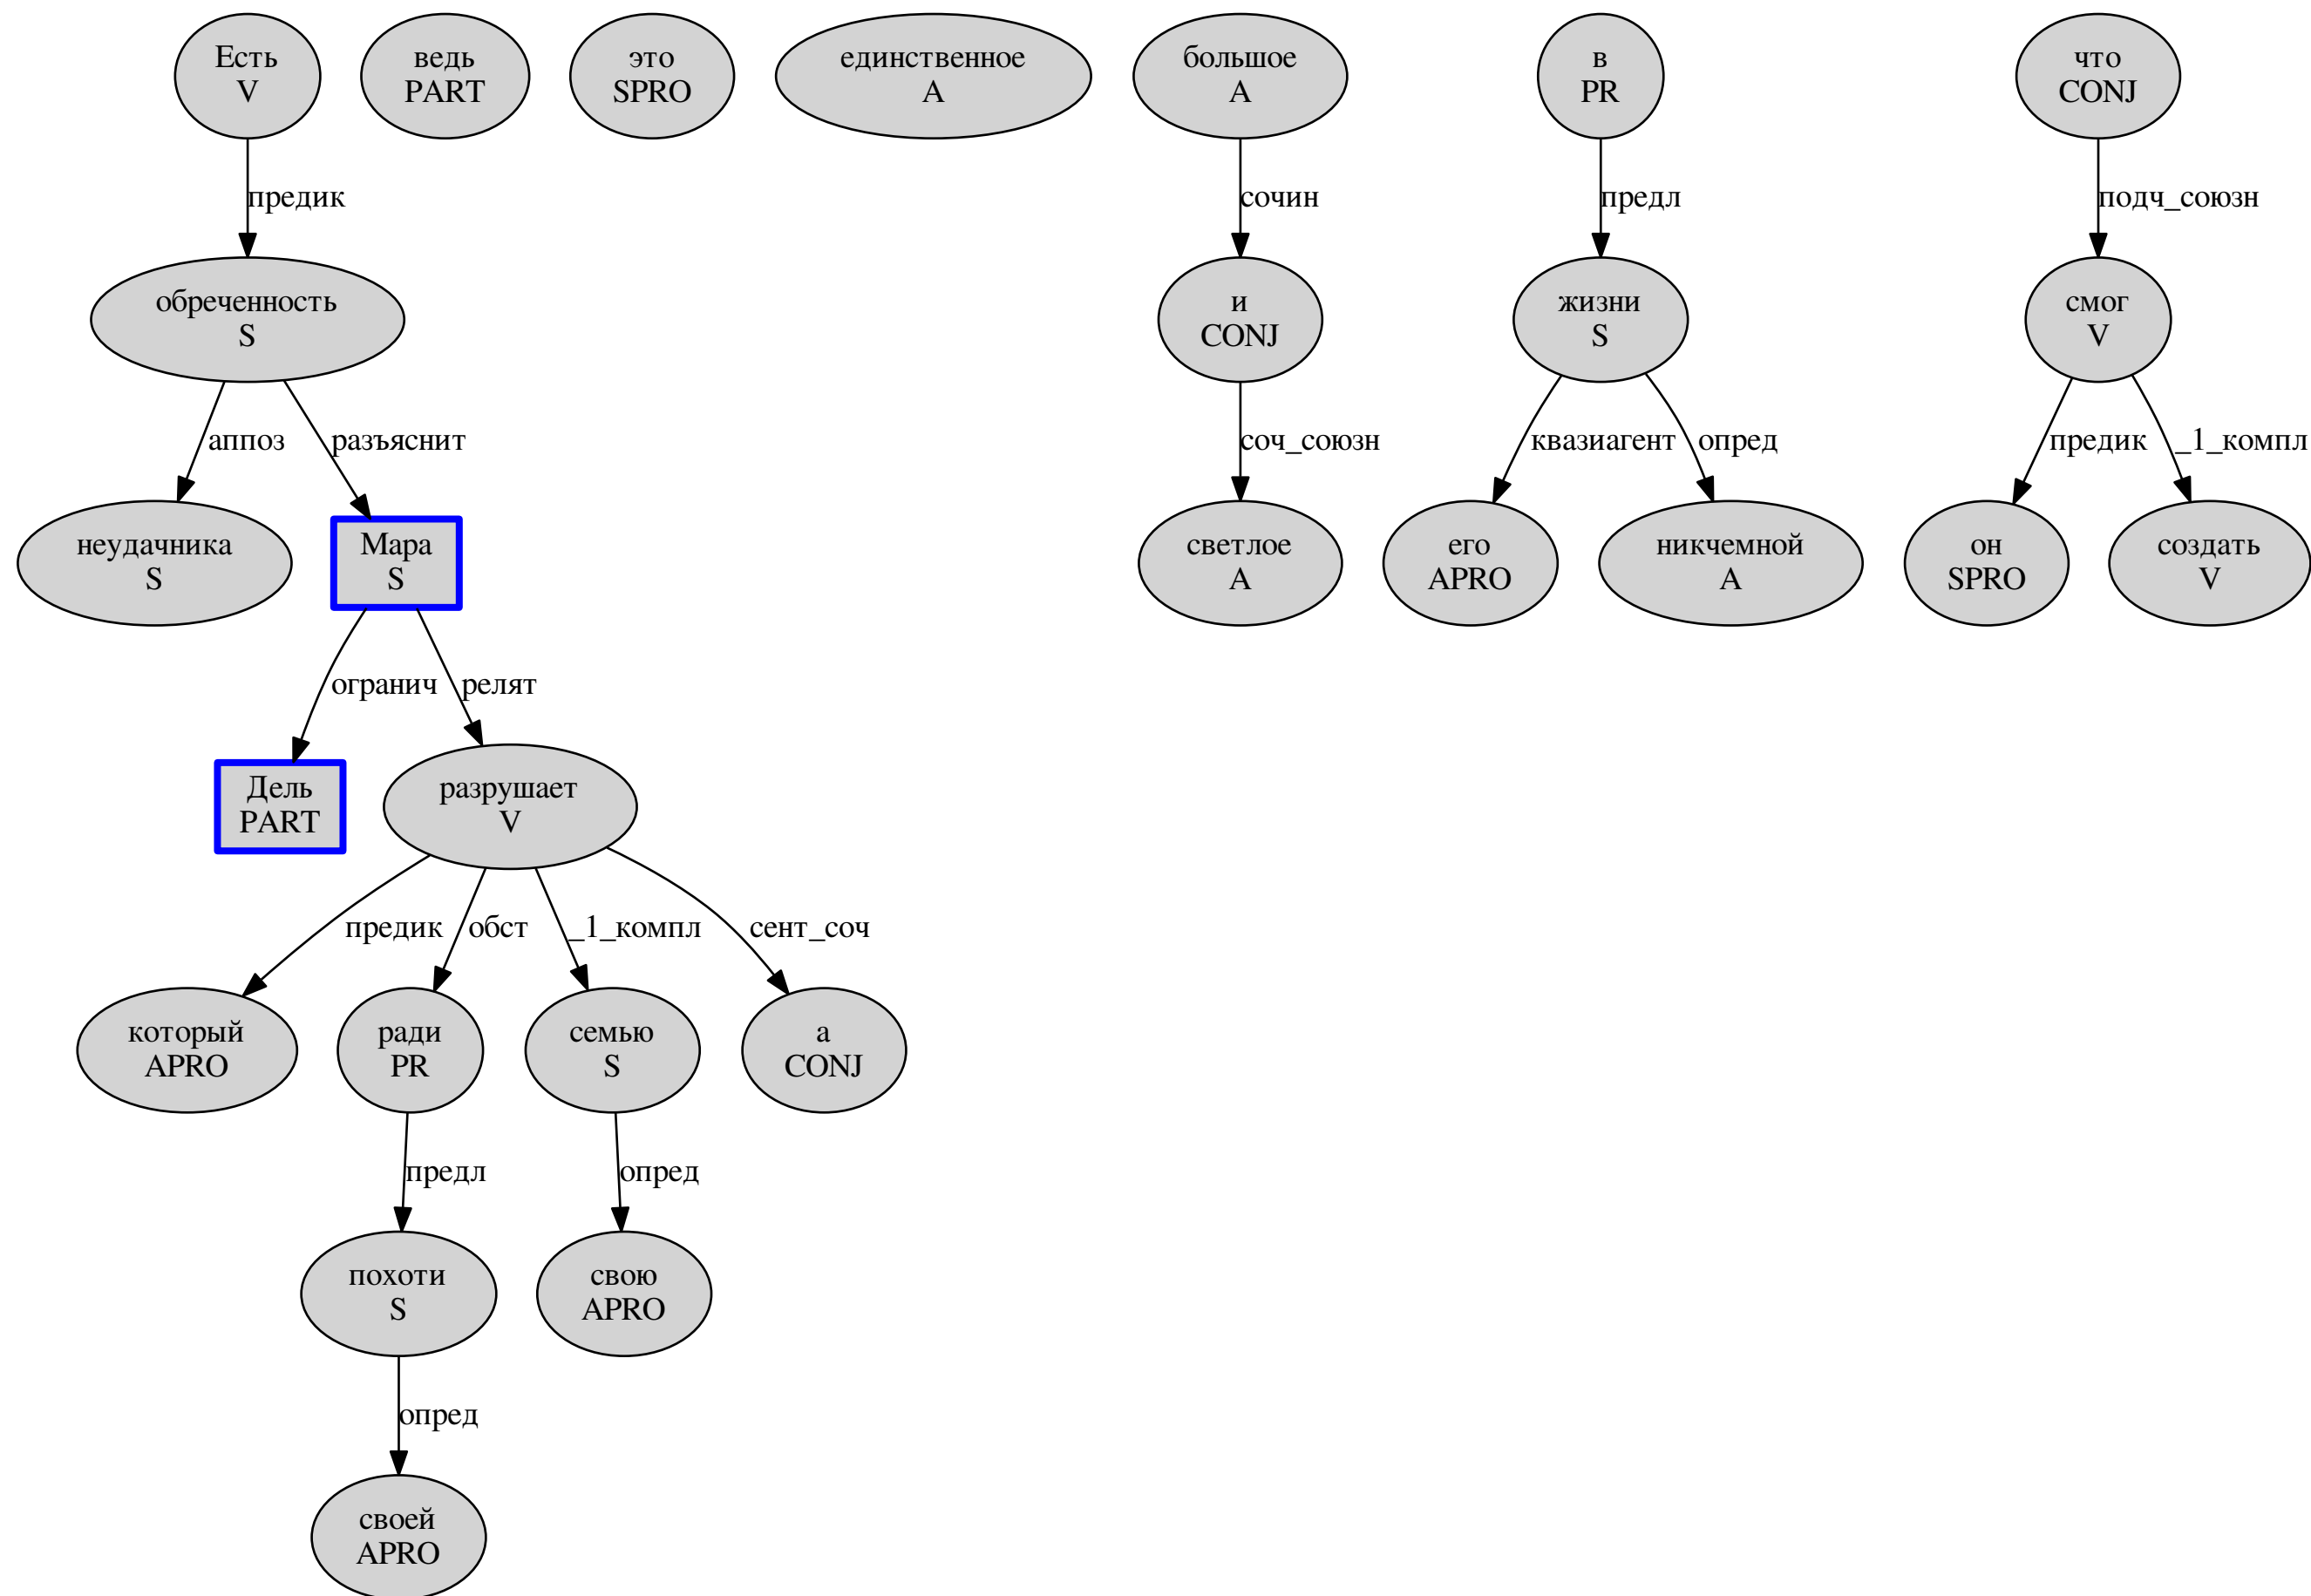 Есть
V
ведь
PART
это
SPRO
единственное
A
большое
A
в
PR
что
CONJ
предик
сочин
предл
подч_союзн
обреченность
S
и
CONJ
жизни
S
смог
V
аппоз
разъяснит
соч_союзн
квазиагент
опред
предик
_1_компл
неудачника
S
Мара
S
светлое
A
его
APRO
никчемной
A
он
SPRO
создать
V
огранич
релят
Дель
PART
разрушает
V
предик
обст
_1_компл
сент_соч
который
APRO
ради
PR
семью
S
а
CONJ
предл
опред
похоти
S
свою
APRO
опред
своей
APRO